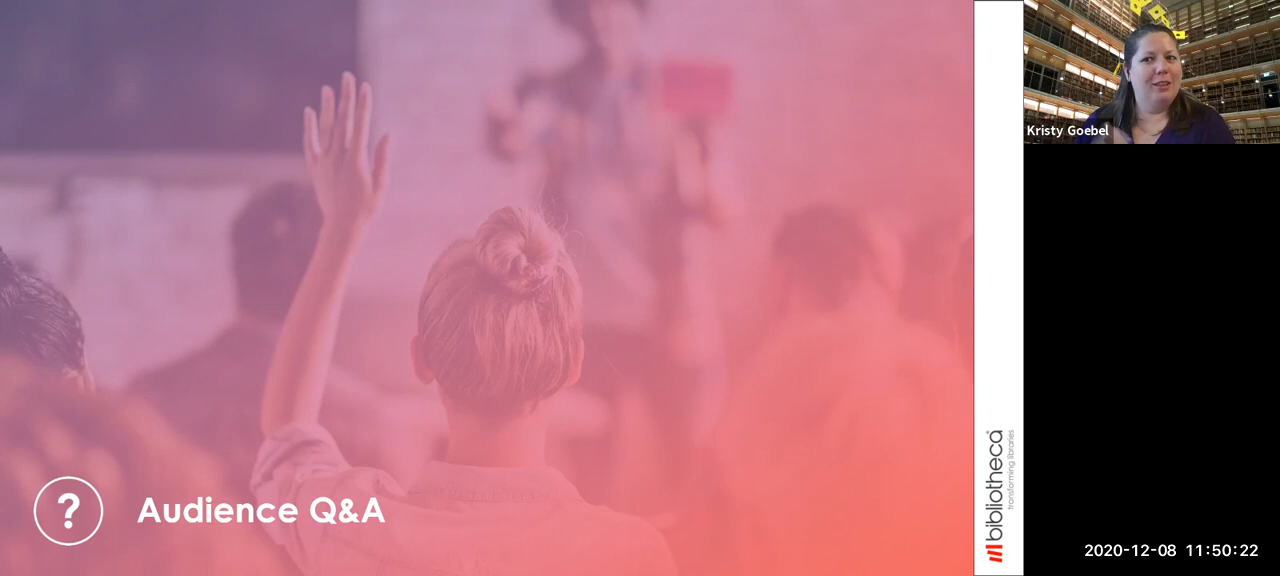 ?
Audience Q&A
bibliotheca
transforming libraries
Kristy Goebel
2020-12-08 11:50:22